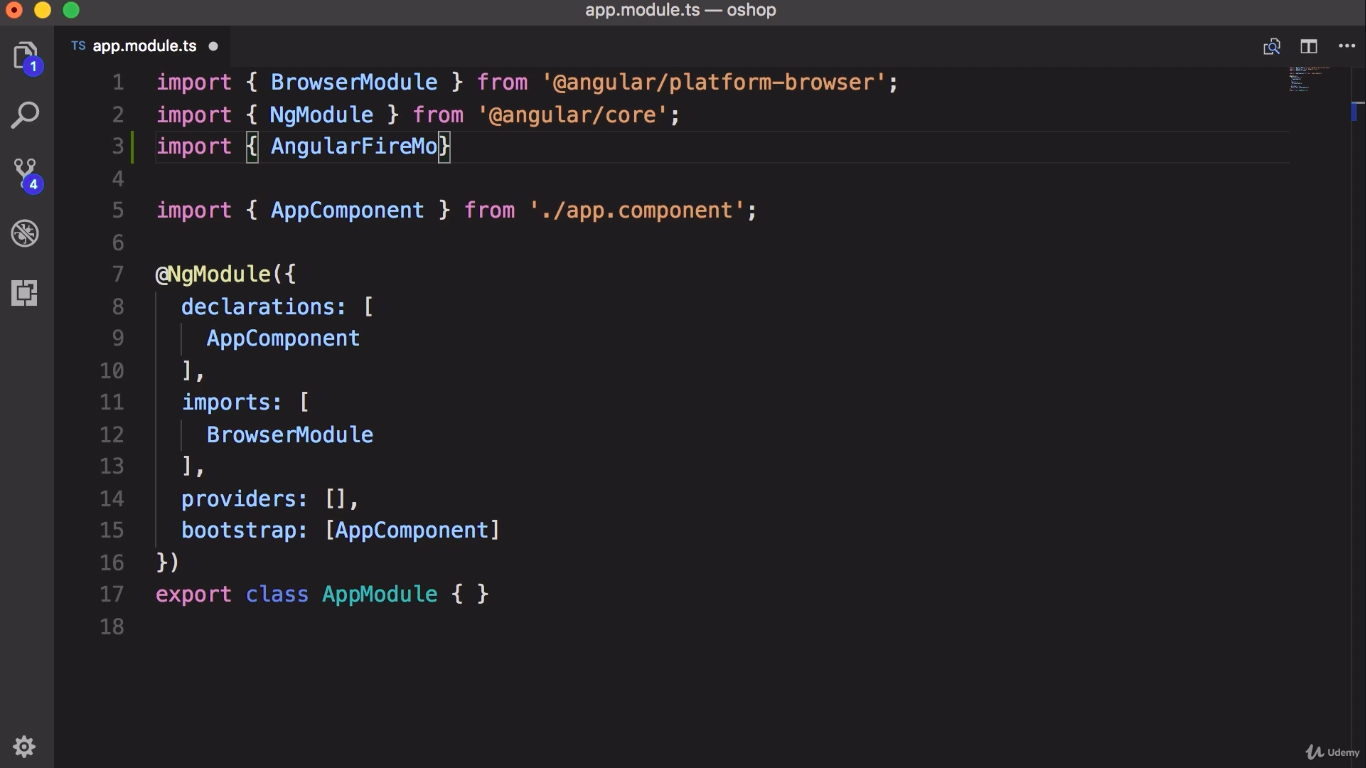 app.module.ts — oshop
TS app.module.ts
1
4
1 import { BrowserModule } from '@angular/platform-browser';
2 import { NgModule } from '@angular/core';
3 import { AngularFireMo}
4
5 import { AppComponent } from './app.component';
6
7 @NgModule({
8 declarations: [
9 AppComponent
10 ],
11 imports: [
12 BrowserModule
13 ],
14 providers: [],
15 bootstrap: [AppComponent]
16 })
17 export class AppModule { }
18
Udemy